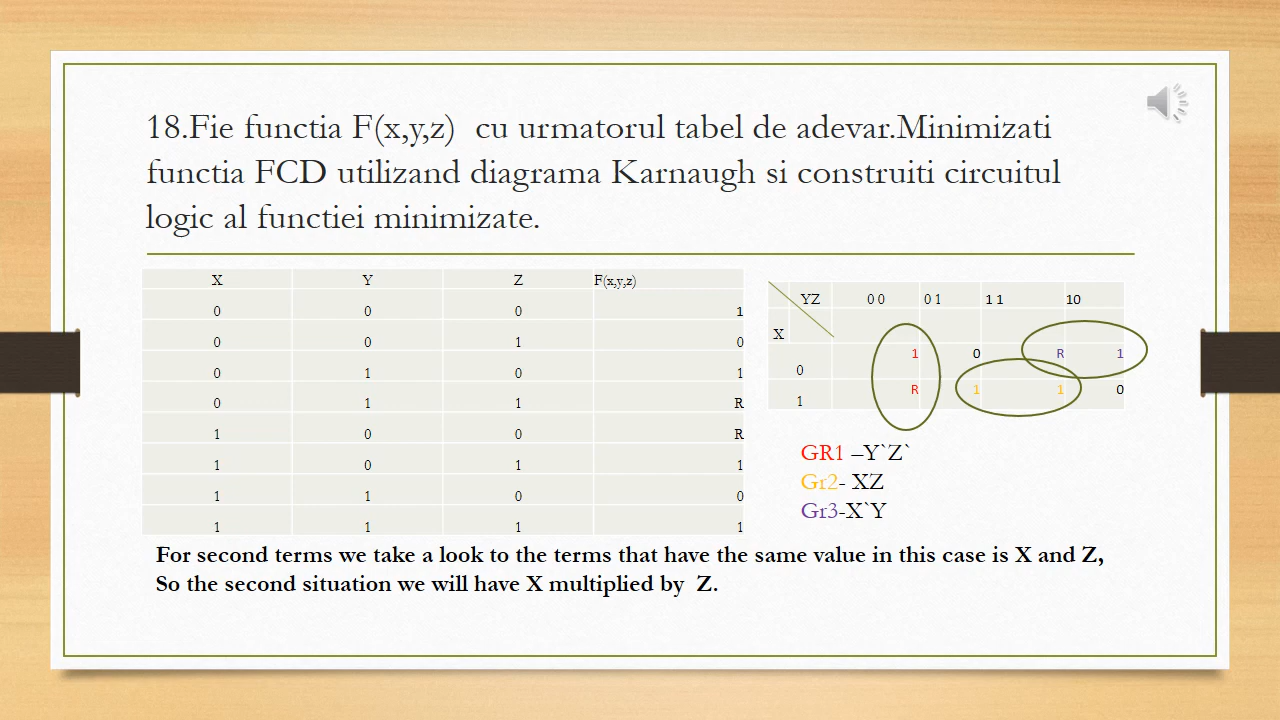 18.Fie functia F(x,y,z) cu urmatorul tabel de adevar.Minimizati
functia FCD utilizand diagrama Karnaugh si construiti circuitul
logic al functiei minimizate.
X Y Z F(x,y,z)
0 0 0 1
0 0 1 0
0 1 0 1
0 1 1 R
1 0 0 R
1 0 1 1
1 1 0 0
1 1 1 1
YZ 0 0 0 1 1 1 10
X
0 1 0 R 1
1 R 1 1 0
GR1 –Y`Z`
Gr2- XZ
Gr3-X`Y
For second terms we take a look to the terms that have the same value in this case is X and Z,
So the second situation we will have X multiplied by Z.